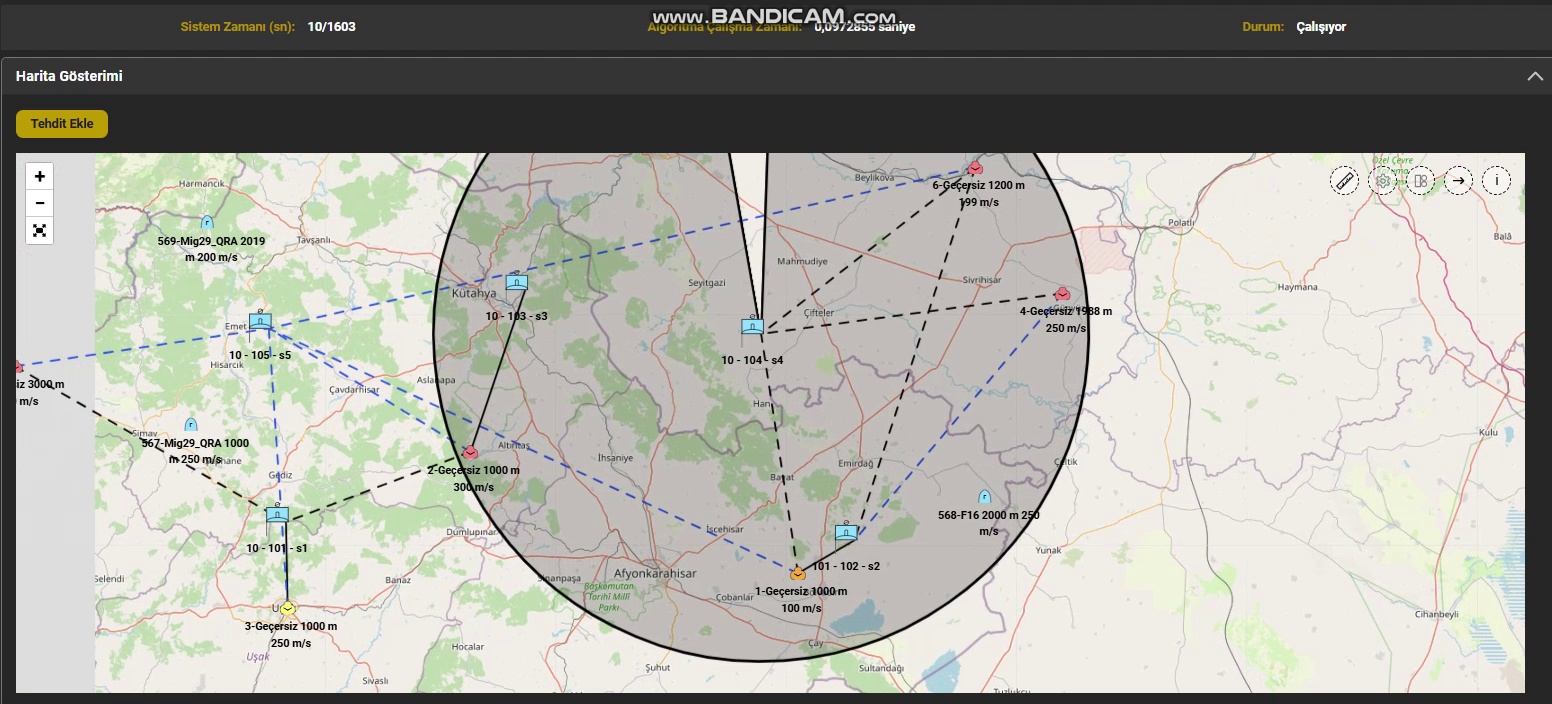 www.BANDICAM.com
Sistem Zamanı (sn): 10/1603
Algoritma Çalışma Zamanı: 0,0972855 saniye
Durum: Çalışıyor
Harita Gösterimi
Tehdit Ekle
+
−
Harmancık
569-Mig29_QRA 2019
m 200 m/s
Tavşanlı
Beylikova
6-Geçersiz 1200 m
199 m/s
Özel Çevre
Polatlı
Balâ
i
Kütahya
10 - 103 - s3
Seyitgazi
Mahmudiye
Sivrihisar
Haymana
Çifteler
4-Geçersiz 1988 m
250 m/s
Emet
10 - 105 - s5
Hisarcık
10 - 104 - s4
iz 3000 m
m/s
Çavdarhisar
Aslanapa
Han
Simav
567-Mig29_QRA 1000
m 250 m/s
Gediz
Altıntaş
2-Geçersiz 1000 m
300 m/s
İhsaniye
Bayat
Emirdağ
Çeltik
Kulu
568-F16 2000 m 250
m/s
10 - 101 - s1
Dumlupınar
İscehisar
101 - 102 - s2
Yunak
Selendi
Banaz
Sinanpaşa
Afyonkarahisar
Başkomutan
Tarihî Millî
Parkı
Çobanlar
1-Geçersiz 1000 m
100 m/s
3-Geçersiz 1000 m
250 m/s
Uşak
Hocalar
Çay
Cihanbeyli
Sivaslı
Şuhut
Sultandağı
Tuzlukçu